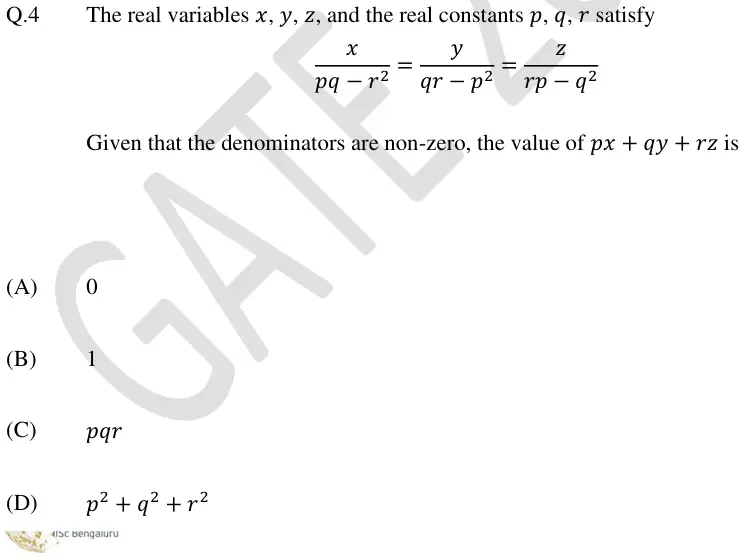 Q.4 The real variables x, y, z, and the real constants p, q, r satisfy
x/(pq − r²) = y/(qr − p²) = z/(rp − q²)
Given that the denominators are non-zero, the value of px + qy + rz is
(A) 0
(B) 1
(C) pqr
(D) p² + q² + r²
IISc Bengaluru
GATE